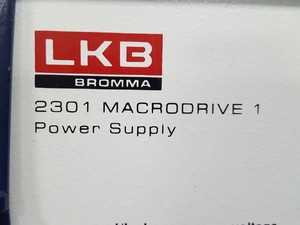 LKB
BROMMA
2301 MACRODRIVE 1
Power Supply